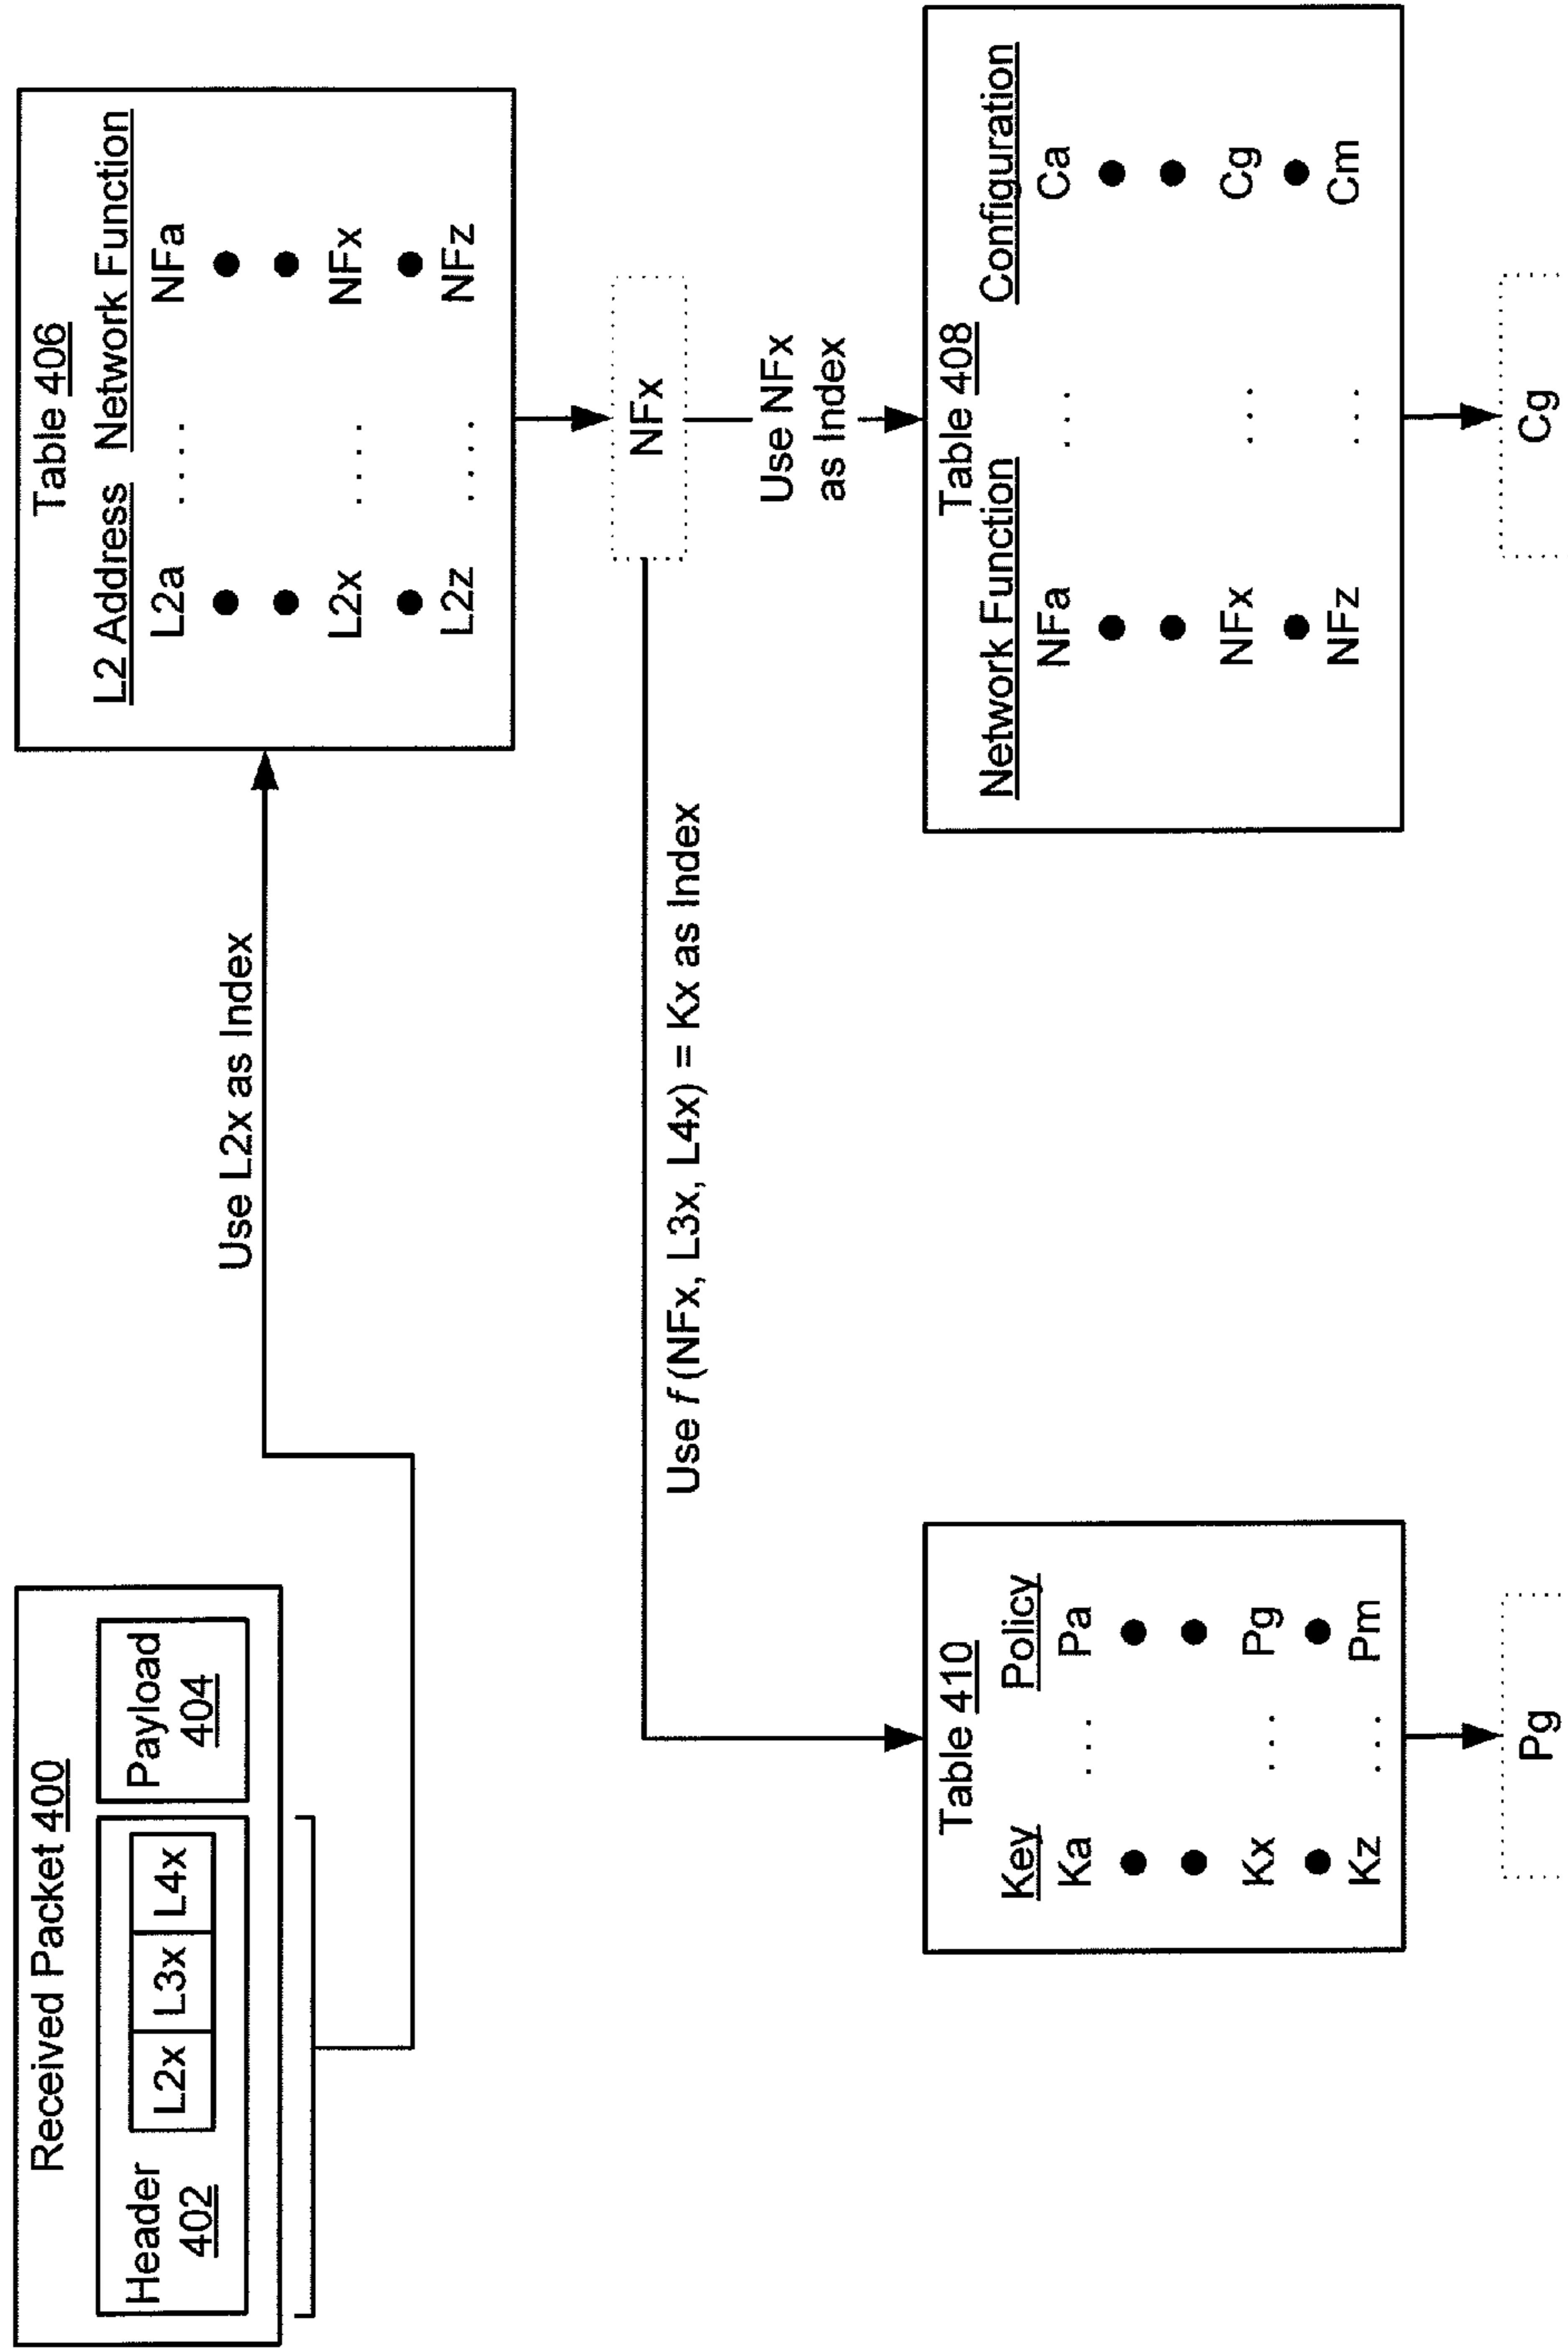 Received Packet 400
Header
402
L2x L3x L4x
Payload
404
Use L2x as Index
Table 406
L2 Address Network Function
L2a .... NFa
L2x .... NFx
L2z .... NFz
NFx
Use f (NFx, L3x, L4x) = Kx as Index
Use NFx
as Index
Table 410
Key Policy
Ka ... Pa
Kx ... Pg
Kz ... Pm
Pg
Table 408
Network Function Configuration
NFa ... Ca
NFx ... Cg
NFz ... Cm
Cg